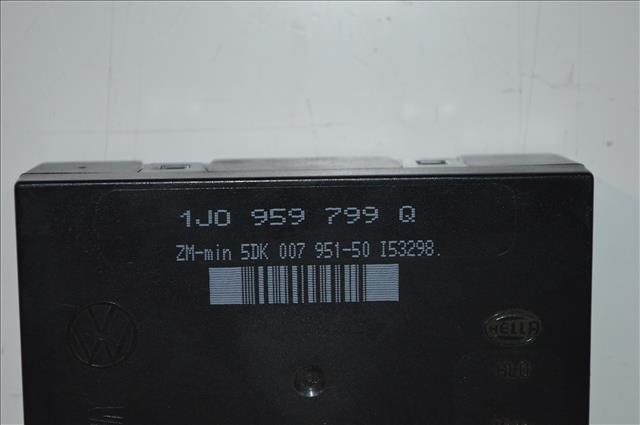 1J0 959 799 Q
ZM-min 5DK 007 951-50 I53298.
HELLA